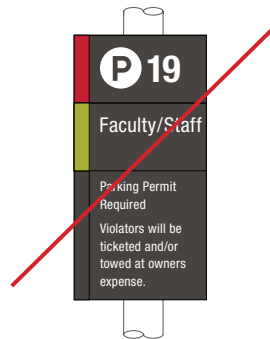 P 19
Faculty/Staff
Parking Permit
Required
Violators will be
ticketed and/or
towed at owners
expense.